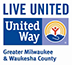 LIVE UNITED
United
Way
Greater Milwaukee
& Waukesha County